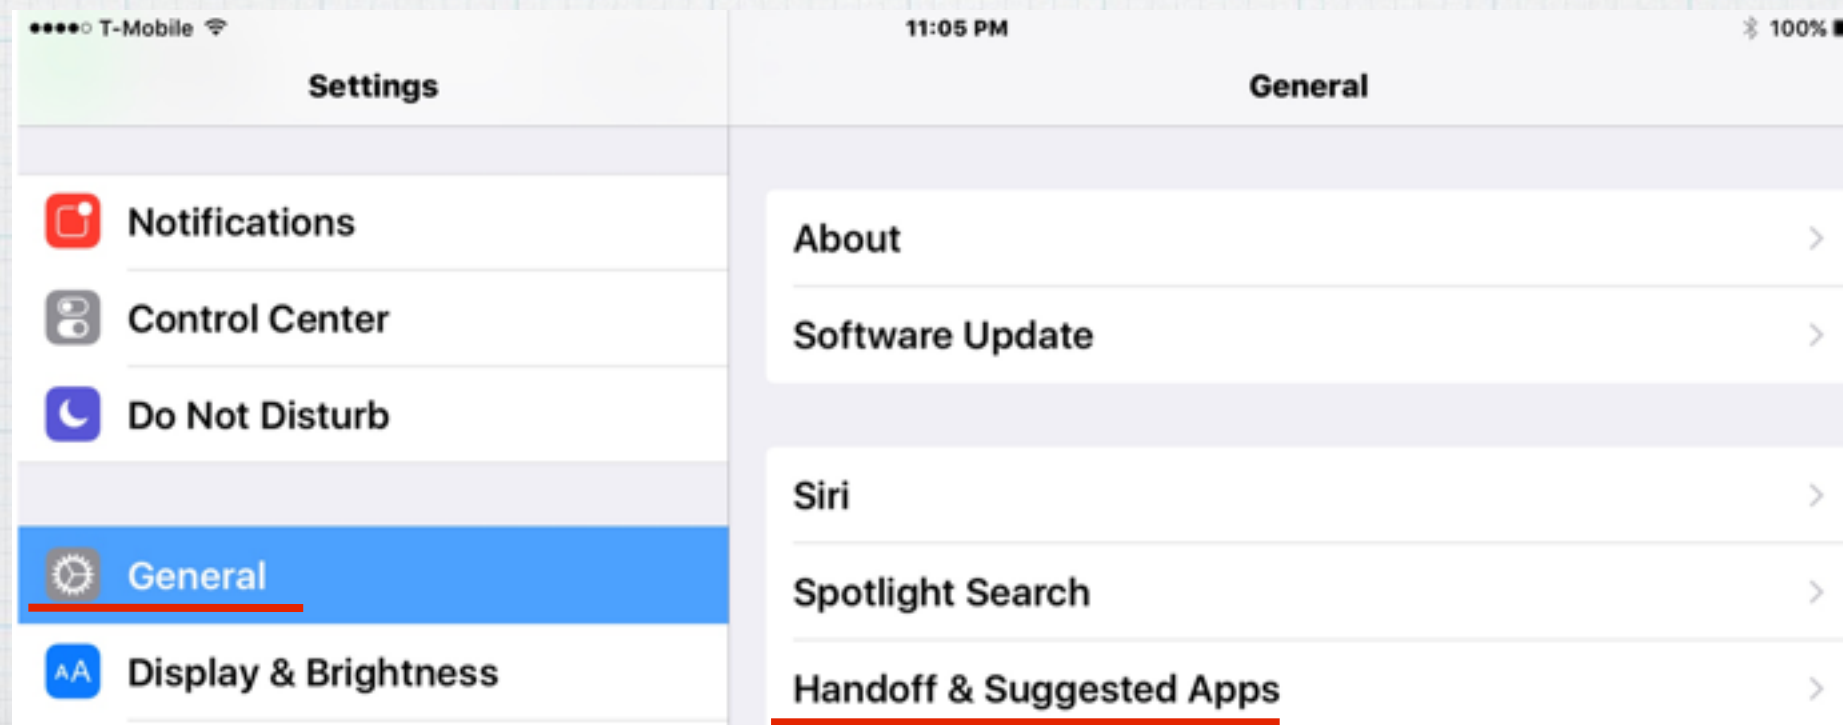 T-Mobile
11:05 PM
100%
Settings
General
Notifications
Control Center
Do Not Disturb
General
AA Display & Brightness
About
Software Update
Siri
Spotlight Search
Handoff & Suggested Apps